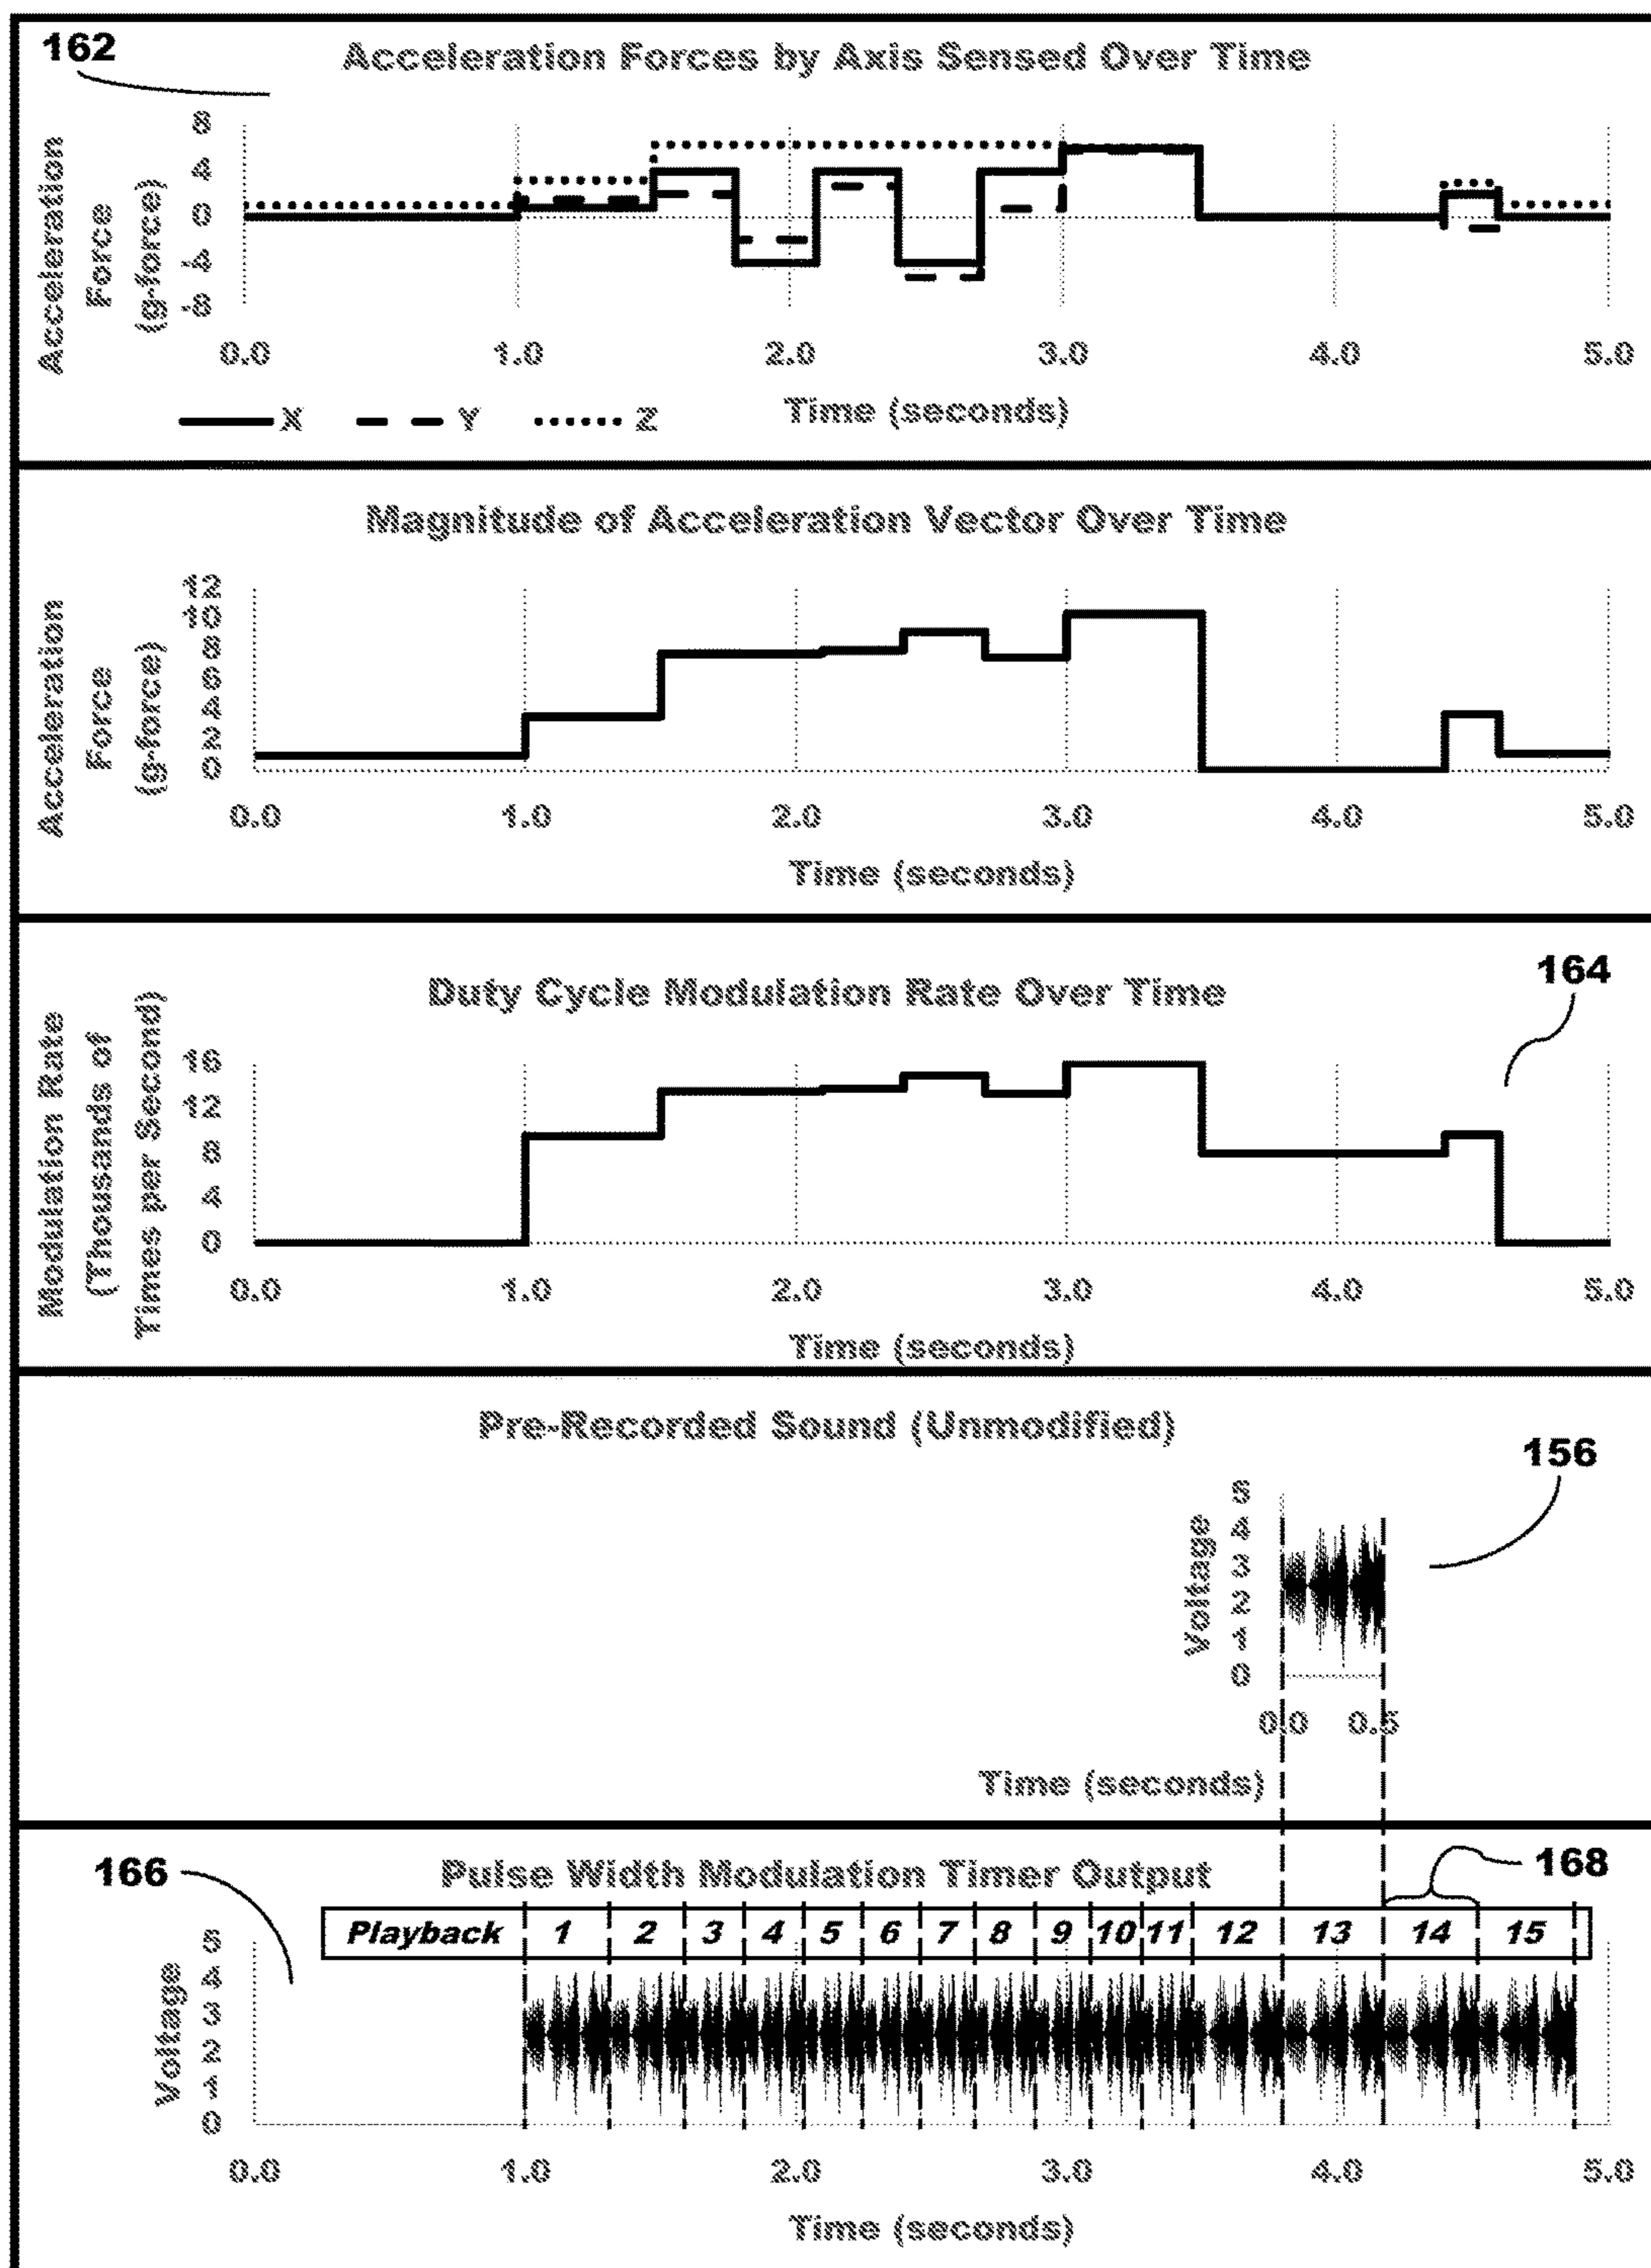 162
Acceleration Forces by Axis Sensed Over Time
Acceleration
Force
(g-force)
8
4
0
-4
-8
0.0 1.0 2.0 3.0 4.0 5.0
Time (seconds)
X Y Z
Magnitude of Acceleration Vector Over Time
Acceleration
Force
(g-force)
12
10
8
6
4
2
0
0.0 1.0 2.0 3.0 4.0 5.0
Time (seconds)
164
Duty Cycle Modulation Rate Over Time
Modulation Rate
(Thousands of
Times per Second)
16
12
8
4
0
0.0 1.0 2.0 3.0 4.0 5.0
Time (seconds)
Pre-Recorded Sound (Unmodified)
156
Voltage
5
4
3
2
1
0
0.0 0.5
Time (seconds)
166
Pulse Width Modulation Timer Output
168
Playback 1 2 3 4 5 6 7 8 9 10 11 12 13 14 15
Voltage
5
4
3
2
1
0
0.0 1.0 2.0 3.0 4.0 5.0
Time (seconds)